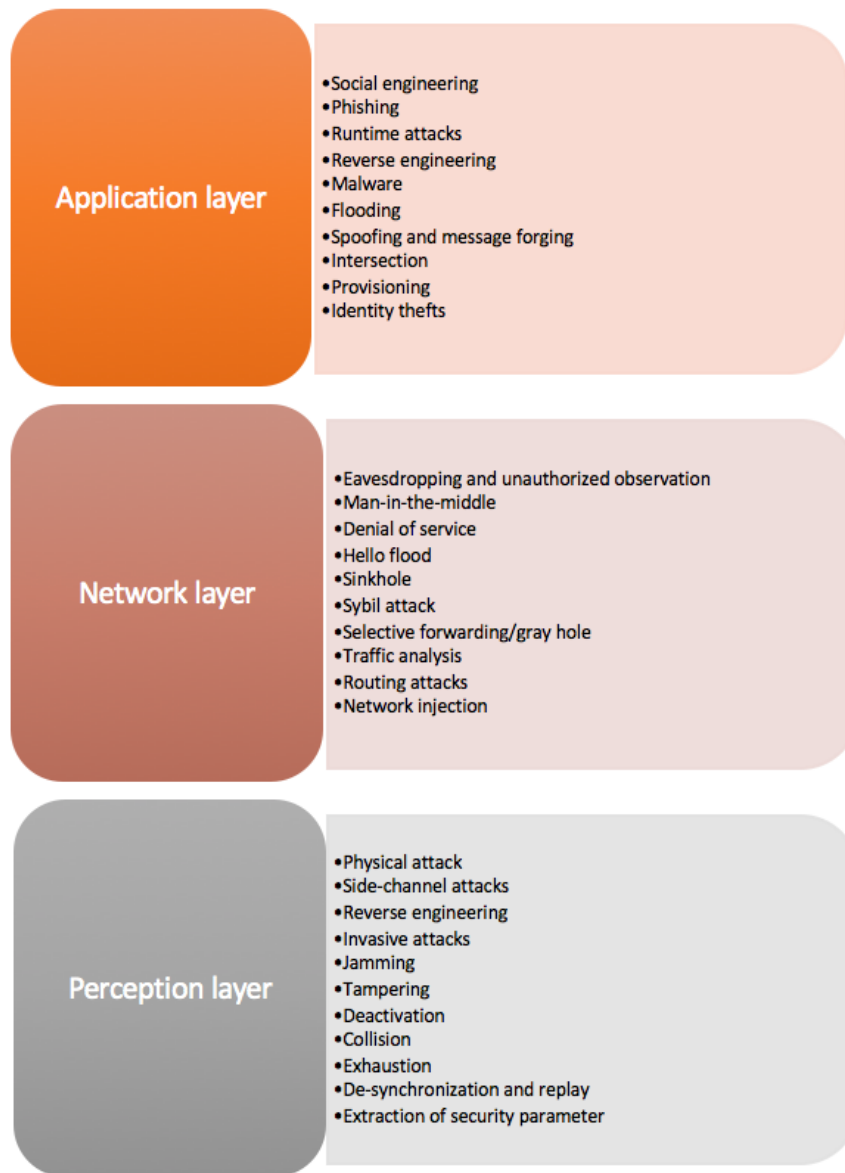 Application layer
•Social engineering
•Phishing
•Runtime attacks
•Reverse engineering
•Malware
•Flooding
•Spoofing and message forging
•Intersection
•Provisioning
•Identity thefts
Network layer
•Eavesdropping and unauthorized observation
•Man-in-the-middle
•Denial of service
•Hello flood
•Sinkhole
•Sybil attack
•Selective forwarding/gray hole
•Traffic analysis
•Routing attacks
•Network injection
Perception layer
•Physical attack
•Side-channel attacks
•Reverse engineering
•Invasive attacks
•Jamming
•Tampering
•Deactivation
•Collision
•Exhaustion
•De-synchronization and replay
•Extraction of security parameter